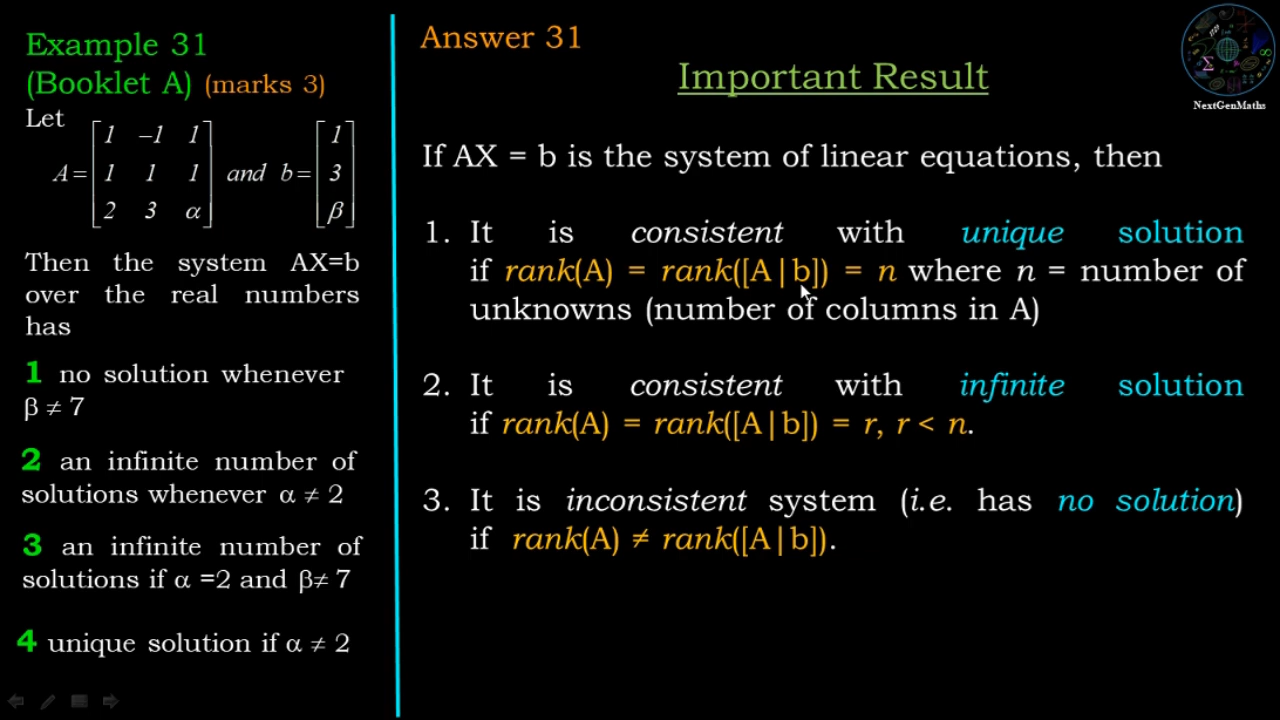 Example 31
(Booklet A) (marks 3)
Let
A = [ 1 –1 1 ] and b = [ 1 ]
[ 1 1 1 ] [ 3 ]
[ 2 3 α ] [ β ]
Then the system AX=b
over the real numbers
has
1 no solution whenever
β ≠ 7
2 an infinite number of
solutions whenever α ≠ 2
3 an infinite number of
solutions if α =2 and β≠ 7
4 unique solution if α ≠ 2
Answer 31
Important Result
If AX = b is the system of linear equations, then
1. It is consistent with unique solution
if rank(A) = rank([A|b]) = n where n = number of
unknowns (number of columns in A)
2. It is consistent with infinite solution
if rank(A) = rank([A|b]) = r, r < n.
3. It is inconsistent system (i.e. has no solution)
if rank(A) ≠ rank([A|b]).
NextGenMaths